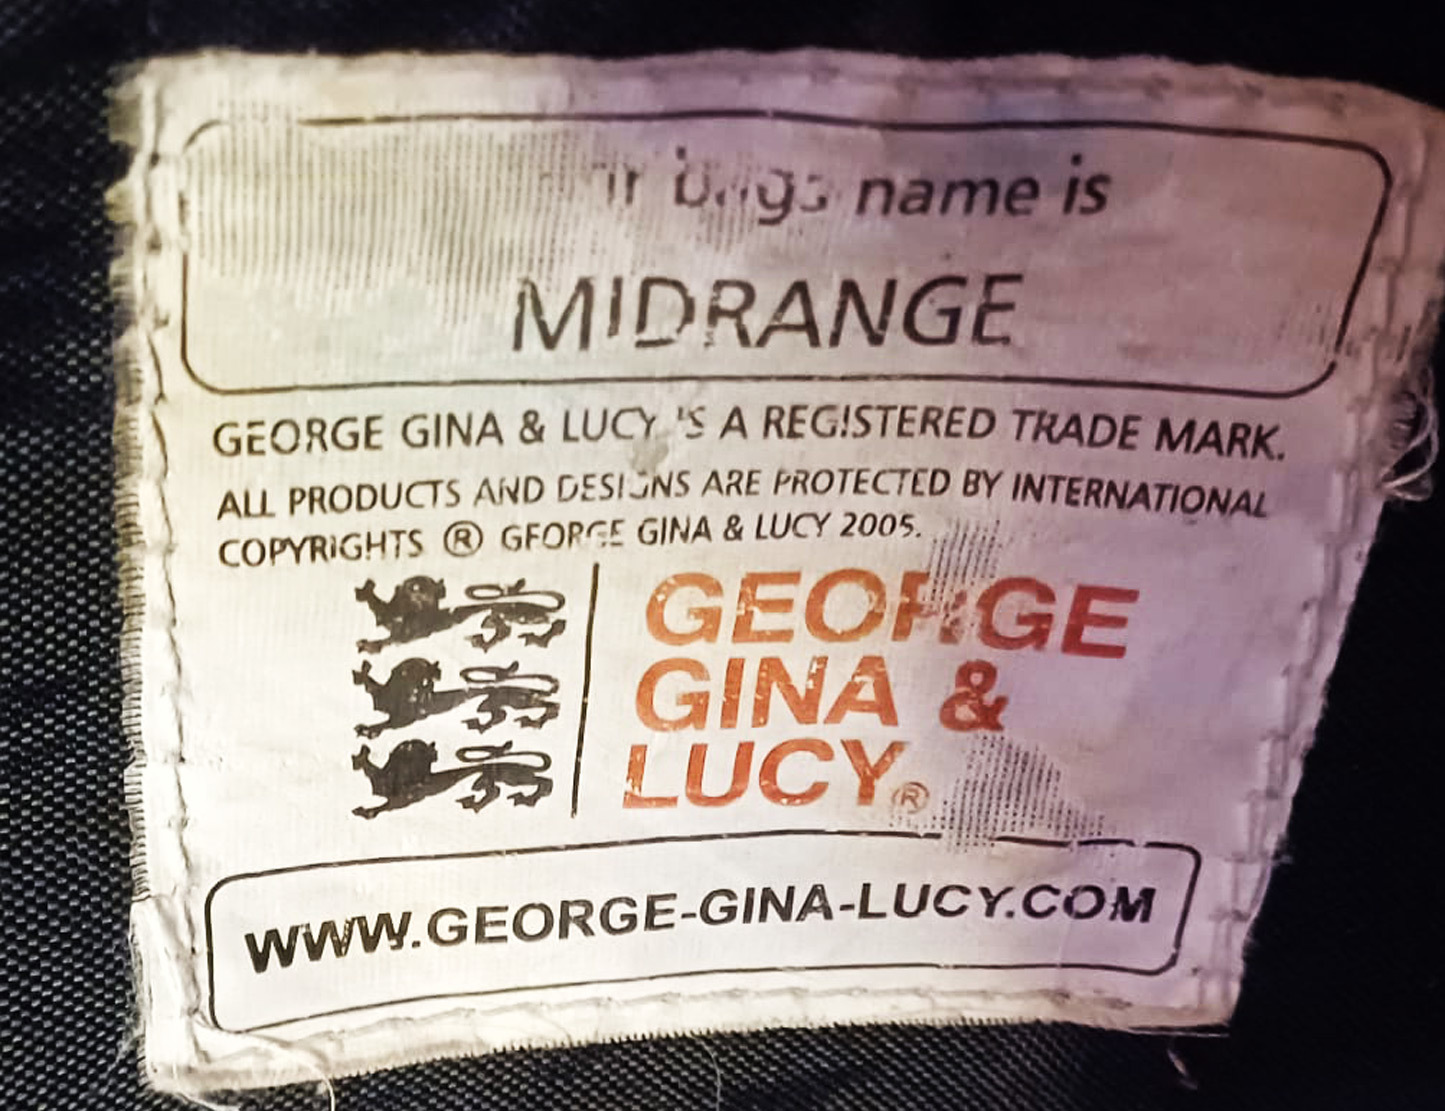 bags name is
MIDRANGE
GEORGE GINA & LUCY IS A REGISTERED TRADE MARK.
ALL PRODUCTS AND DESIGNS ARE PROTECTED BY INTERNATIONAL
COPYRIGHTS ® GEORGE GINA & LUCY 2005.
GEORGE
GINA &
LUCY®
WWW.GEORGE-GINA-LUCY.COM